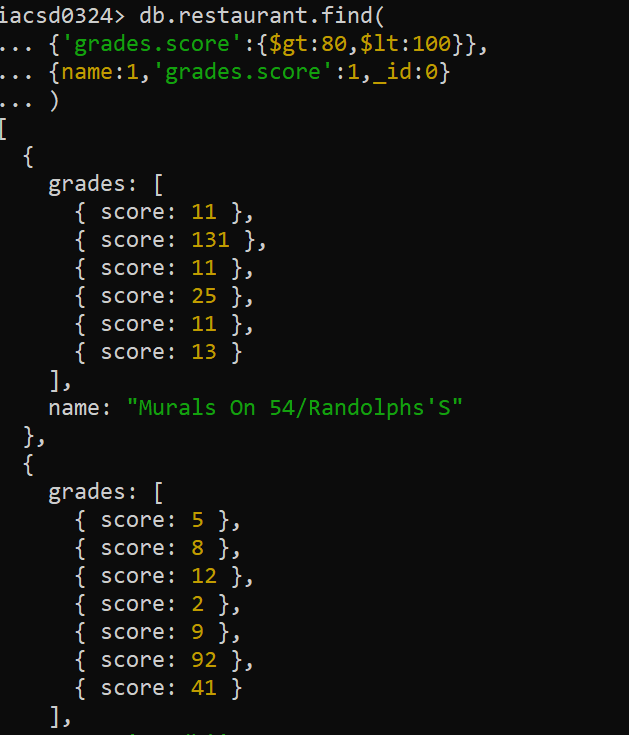 iacsd0324> db.restaurant.find(
... {'grades.score':{$gt:80,$lt:100}},
... {name:1,'grades.score':1,_id:0}
... )
[
  {
    grades: [
      { score: 11 },
      { score: 131 },
      { score: 11 },
      { score: 25 },
      { score: 11 },
      { score: 13 }
    ],
    name: "Murals On 54/Randolphs'S"
  },
  {
    grades: [
      { score: 5 },
      { score: 8 },
      { score: 12 },
      { score: 2 },
      { score: 9 },
      { score: 92 },
      { score: 41 }
    ],